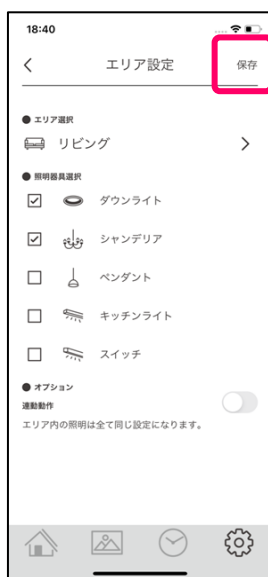 18:40
エリア設定
保存
● エリア選択
リビング
● 照明器具選択
ダウンライト
シャンデリア
ペンダント
キッチンライト
スイッチ
● オプション
連動動作
エリア内の照明は全て同じ設定になります。